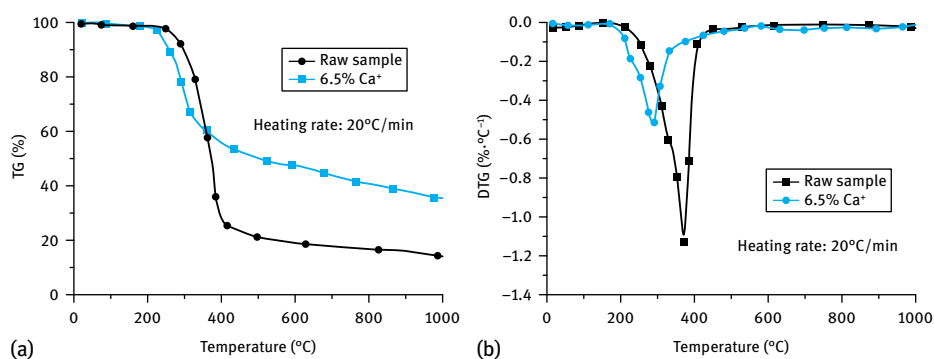 100
80
60
40
20
0
TG (%)
Raw sample
6.5% Ca⁺
Heating rate: 20°C/min
0 200 400 600 800 1000
Temperature (°C)
(a)
0.0
−0.2
−0.4
−0.6
−0.8
−1.0
−1.2
−1.4
DTG (%·°C⁻¹)
Raw sample
6.5% Ca⁺
Heating rate: 20°C/min
0 200 400 600 800 1000
Temperature (°C)
(b)